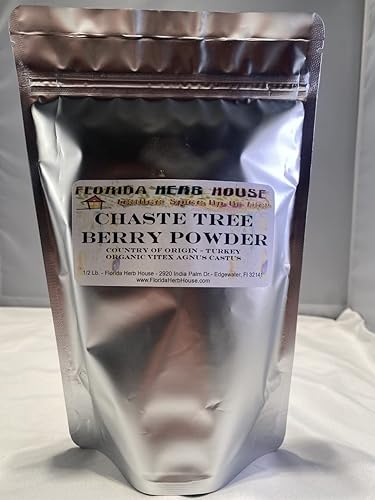 FLORIDA HERB HOUSE
CHASTE TREE
BERRY POWDER
COUNTRY OF ORIGIN - TURKEY
ORGANIC VITEX AGNUS CASTUS
1/2 Lb. - Florida Herb House - 2920 India Palm Dr.- Edgewater, Fl 32141
www.FloridaHerbHouse.com